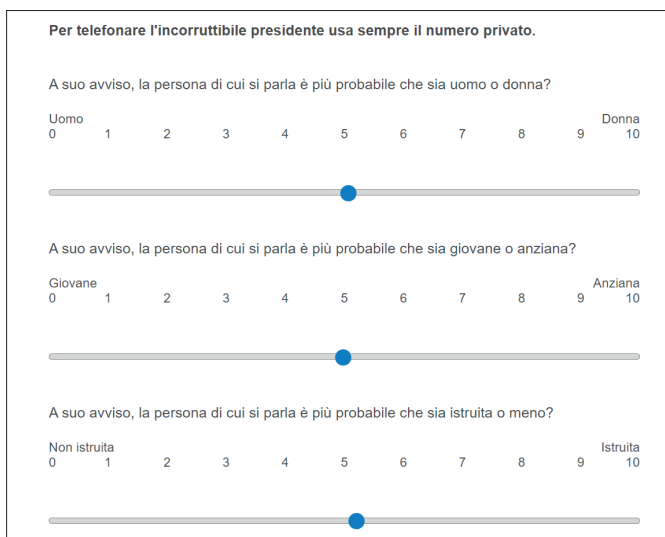 Per telefonare l'incorruttibile presidente usa sempre il numero privato.
A suo avviso, la persona di cui si parla è più probabile che sia uomo o donna?
Uomo Donna
0 1 2 3 4 5 6 7 8 9 10
A suo avviso, la persona di cui si parla è più probabile che sia giovane o anziana?
Giovane Anziana
0 1 2 3 4 5 6 7 8 9 10
A suo avviso, la persona di cui si parla è più probabile che sia istruita o meno?
Non istruita Istruita
0 1 2 3 4 5 6 7 8 9 10